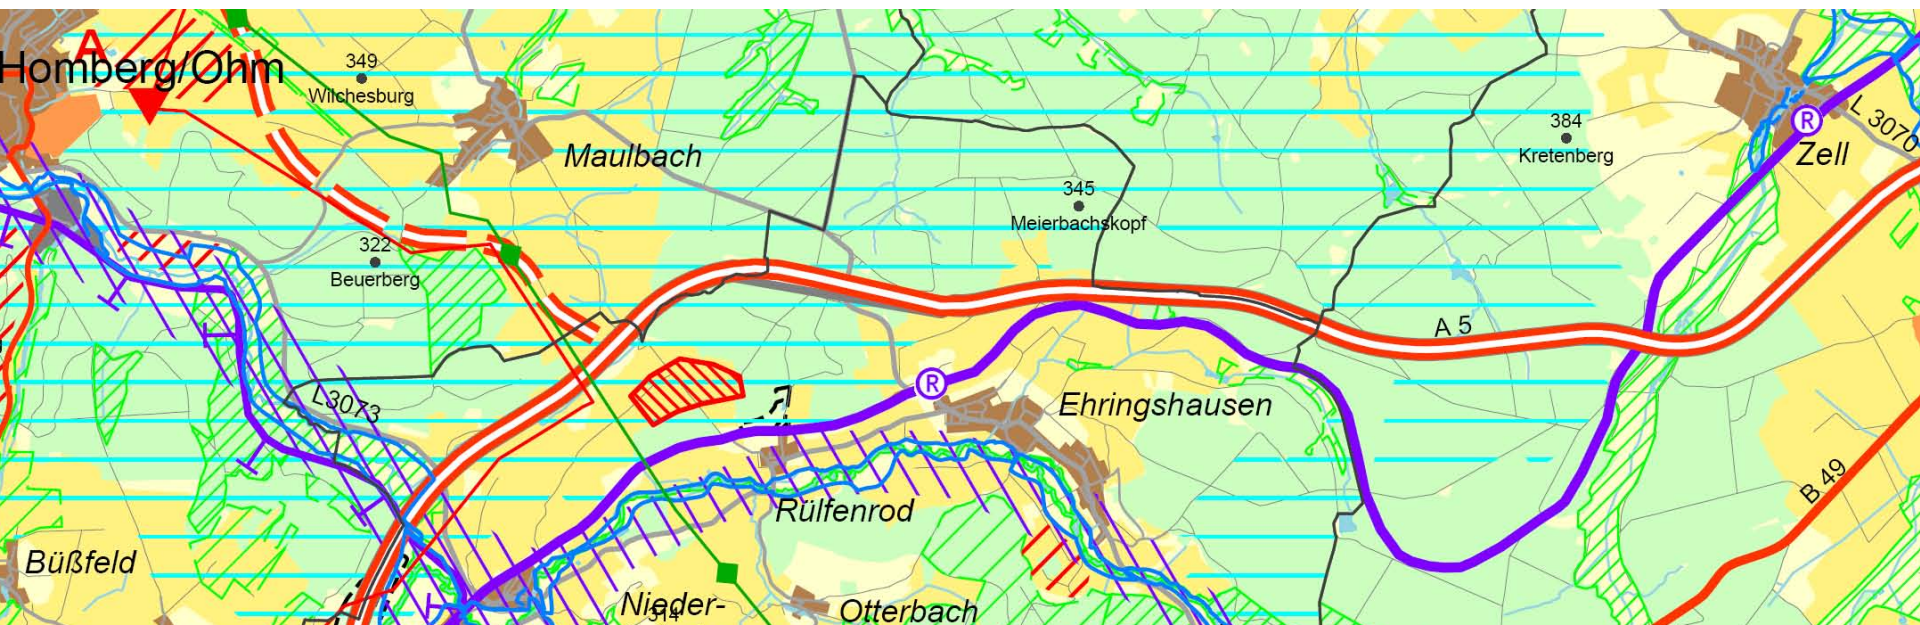 A
Homberg/Ohm
349
Wilchesburg
Maulbach
384
Kretenberg
R
L 3070
Zell
345
Meierbachskopf
322
Beuerberg
A 5
R
L3073
Ehringshausen
B 49
Rülfenrod
Büßfeld
Nieder-
314
Otterbach